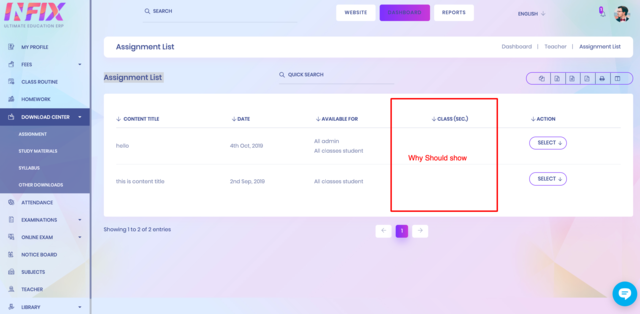 INFIX
ULTIMATE EDUCATION ERP
SEARCH
WEBSITE
DASHBOARD
REPORTS
ENGLISH
MY PROFILE
FEES
CLASS ROUTINE
HOMEWORK
DOWNLOAD CENTER
ASSIGNMENT
STUDY MATERIALS
SYLLABUS
OTHER DOWNLOADS
ATTENDANCE
EXAMINATIONS
ONLINE EXAM
NOTICE BOARD
SUBJECTS
TEACHER
LIBRARY
Assignment List
Dashboard | Teacher | Assignment List
Assignment List
QUICK SEARCH
CONTENT TITLE DATE AVAILABLE FOR CLASS (SEC.) ACTION
hello 4th Oct, 2019 All admin
All classes student
SELECT
Why Should show
this is content title 2nd Sep, 2019 All classes student SELECT
Showing 1 to 2 of 2 entries
1